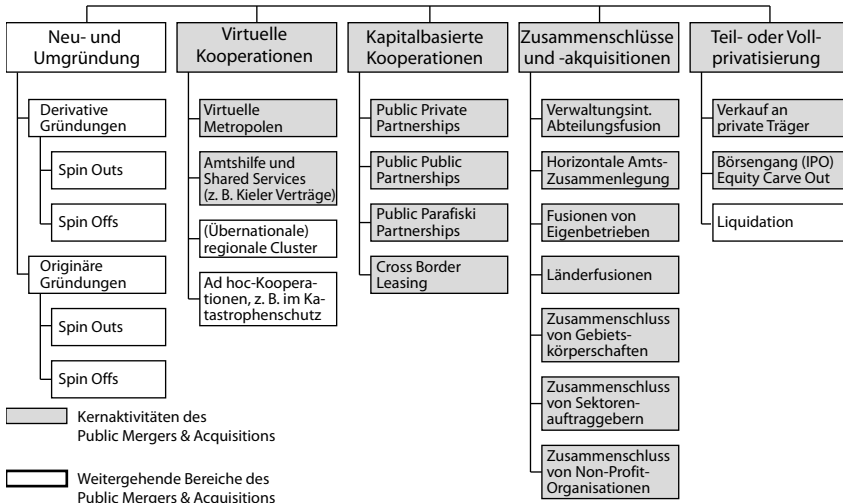 Neu- und
Umgründung
Virtuelle
Kooperationen
Kapitalbasierte
Kooperationen
Zusammenschlüsse
und -akquisitionen
Teil- oder Voll-
privatisierung
Derivative
Gründungen
Spin Outs
Spin Offs
Originäre
Gründungen
Spin Outs
Spin Offs
Virtuelle
Metropolen
Amtshilfe und
Shared Services
(z. B. Kieler Verträge)
(Übernationale)
regionale Cluster
Ad hoc-Koopera-
tionen, z. B. im Ka-
tastrophenschutz
Public Private
Partnerships
Public Public
Partnerships
Public Parafiski
Partnerships
Cross Border
Leasing
Verwaltungsint.
Abteilungsfusion
Horizontale Amts-
Zusammenlegung
Fusionen von
Eigenbetrieben
Länderfusionen
Zusammenschluss
von Gebiets-
körperschaften
Zusammenschluss
von Sektoren-
auftraggebern
Zusammenschluss
von Non-Profit-
Organisationen
Verkauf an
private Träger
Börsengang (IPO)
Equity Carve Out
Liquidation
Kernaktivitäten des
Public Mergers & Acquisitions
Weitergehende Bereiche des
Public Mergers & Acquisitions